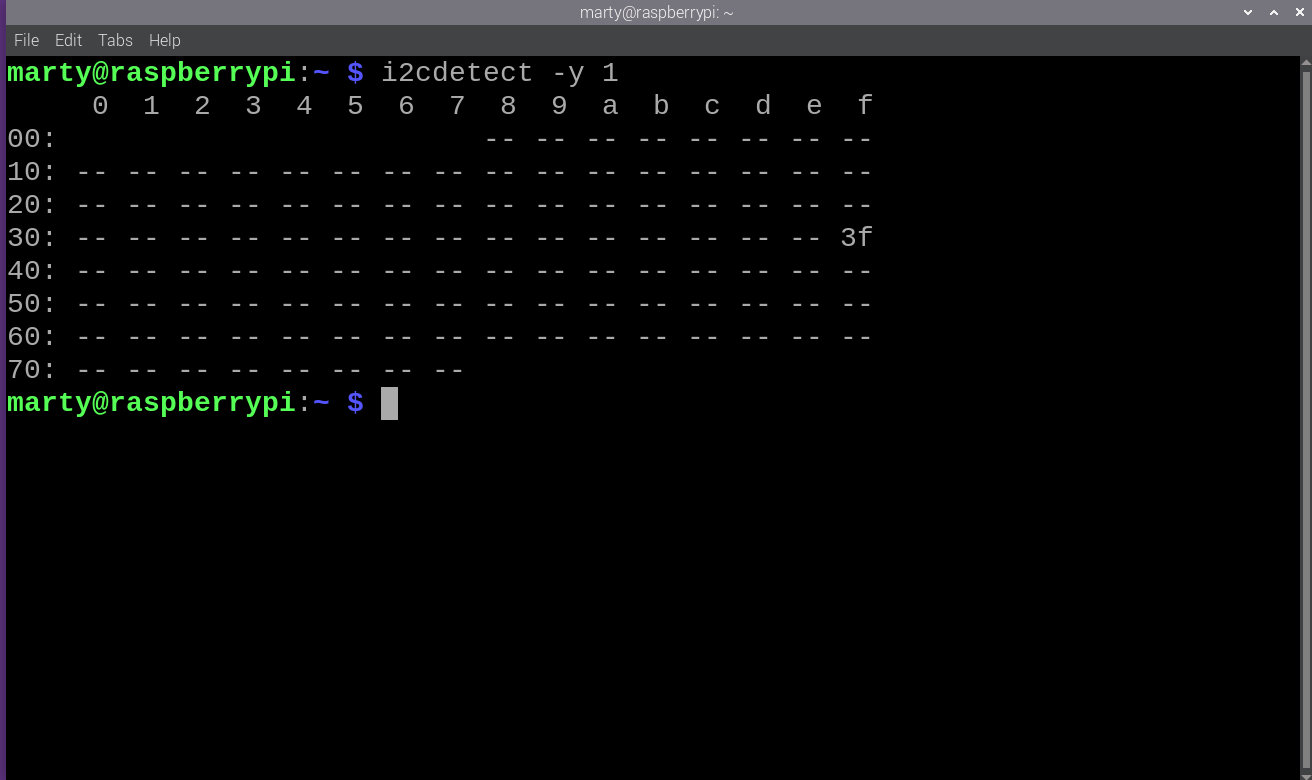 marty@raspberrypi: ~
File Edit Tabs Help
marty@raspberrypi:~ $ i2cdetect -y 1
     0  1  2  3  4  5  6  7  8  9  a  b  c  d  e  f
00:                         -- -- -- -- -- -- -- --
10: -- -- -- -- -- -- -- -- -- -- -- -- -- -- -- --
20: -- -- -- -- -- -- -- -- -- -- -- -- -- -- -- --
30: -- -- -- -- -- -- -- -- -- -- -- -- -- -- -- 3f
40: -- -- -- -- -- -- -- -- -- -- -- -- -- -- -- --
50: -- -- -- -- -- -- -- -- -- -- -- -- -- -- -- --
60: -- -- -- -- -- -- -- -- -- -- -- -- -- -- -- --
70: -- -- -- -- -- -- -- --
marty@raspberrypi:~ $